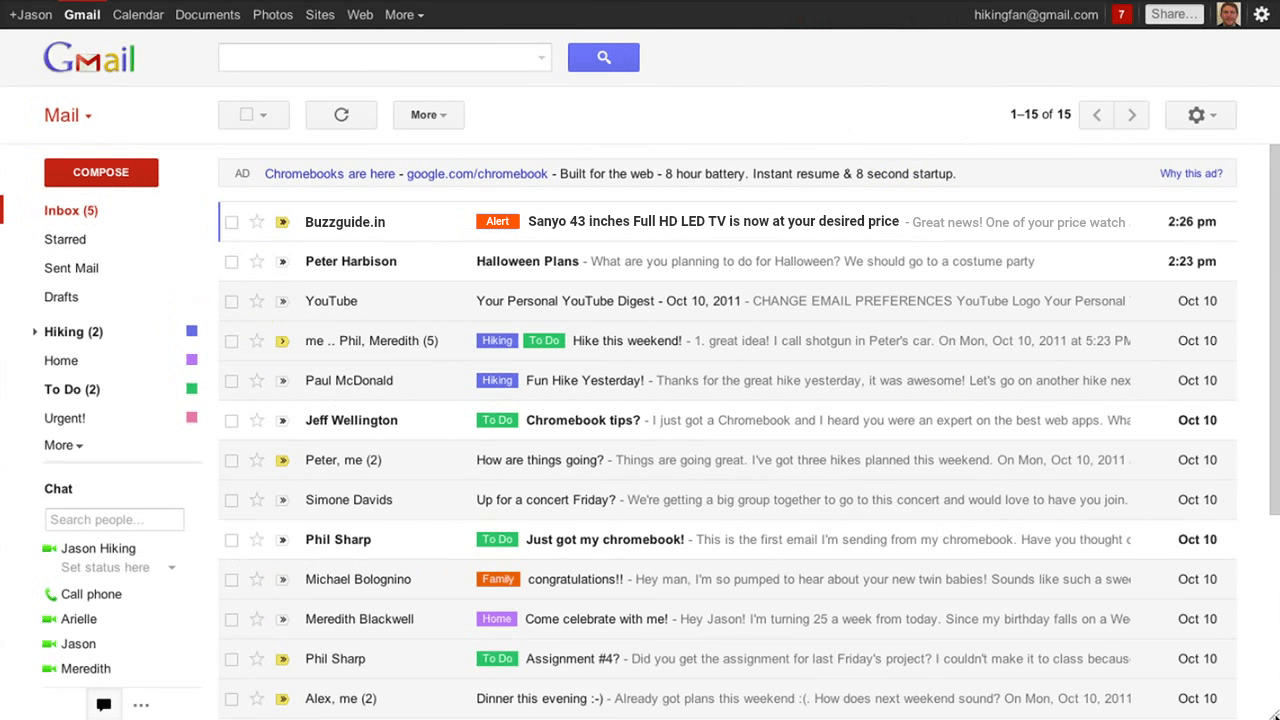 +Jason Gmail Calendar Documents Photos Sites Web More hikingfan@gmail.com 7 Share...
Gmail
Mail More 1–15 of 15
COMPOSE
AD Chromebooks are here - google.com/chromebook - Built for the web - 8 hour battery. Instant resume & 8 second startup. Why this ad?
Inbox (5)
Starred
Sent Mail
Drafts
Hiking (2)
Home
To Do (2)
Urgent!
More
Chat
Search people...
Jason Hiking
Set status here
Call phone
Arielle
Jason
Meredith
Buzzguide.in Alert Sanyo 43 inches Full HD LED TV is now at your desired price - Great news! One of your price watch 2:26 pm
Peter Harbison Halloween Plans - What are you planning to do for Halloween? We should go to a costume party 2:23 pm
YouTube Your Personal YouTube Digest - Oct 10, 2011 - CHANGE EMAIL PREFERENCES YouTube Logo Your Personal Oct 10
me .. Phil, Meredith (5) Hiking To Do Hike this weekend! - 1. great idea! I call shotgun in Peter's car. On Mon, Oct 10, 2011 at 5:23 PM Oct 10
Paul McDonald Hiking Fun Hike Yesterday! - Thanks for the great hike yesterday, it was awesome! Let's go on another hike nex Oct 10
Jeff Wellington To Do Chromebook tips? - I just got a Chromebook and I heard you were an expert on the best web apps. Wha Oct 10
Peter, me (2) How are things going? - Things are going great. I've got three hikes planned this weekend. On Mon, Oct 10, 2011 Oct 10
Simone Davids Up for a concert Friday? - We're getting a big group together to go to this concert and would love to have you join. Oct 10
Phil Sharp To Do Just got my chromebook! - This is the first email I'm sending from my chromebook. Have you thought c Oct 10
Michael Bolognino Family congratulations!! - Hey man, I'm so pumped to hear about your new twin babies! Sounds like such a swee Oct 10
Meredith Blackwell Home Come celebrate with me! - Hey Jason! I'm turning 25 a week from today. Since my birthday falls on a We Oct 10
Phil Sharp To Do Assignment #4? - Did you get the assignment for last Friday's project? I couldn't make it to class becaus Oct 10
Alex, me (2) Dinner this evening :-) - Already got plans this weekend :(. How does next weekend sound? On Mon, Oct 10, 2011 Oct 10